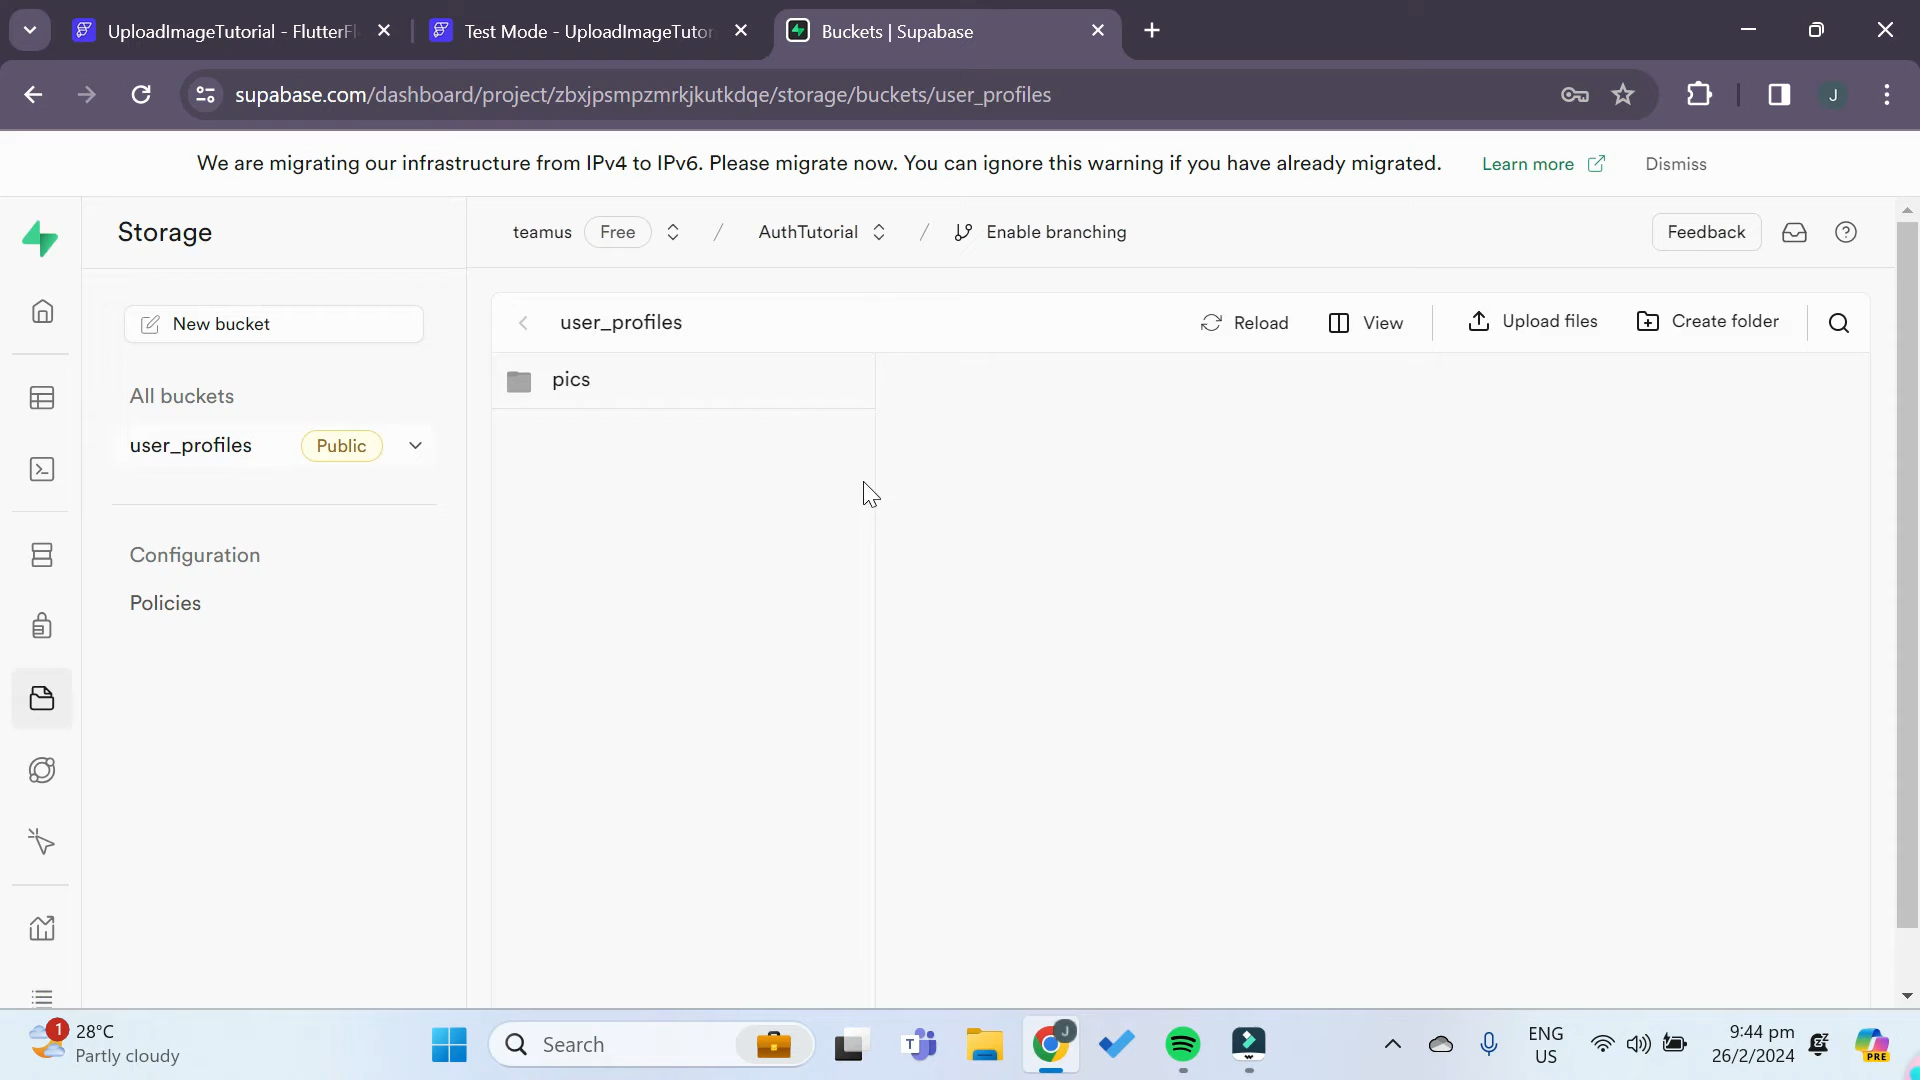 UploadImageTutorial - FlutterFl
Test Mode - UploadImageTutor
Buckets | Supabase
supabase.com/dashboard/project/zbxjpsmpzmrkjkutkdqe/storage/buckets/user_profiles
J
We are migrating our infrastructure from IPv4 to IPv6. Please migrate now. You can ignore this warning if you have already migrated.
Learn more
Dismiss
Storage
teamus
Free
/
AuthTutorial
/
Enable branching
Feedback
New bucket
user_profiles
Reload
View
Upload files
Create folder
All buckets
pics
user_profiles
Public
Configuration
Policies
1
28°C
Partly cloudy
Search
T
J
ENG
US
9:44 pm
26/2/2024
PRE